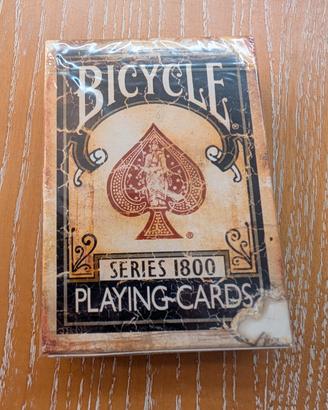 BICYCLE®
®
SERIES 1800
PLAYING-CARDS